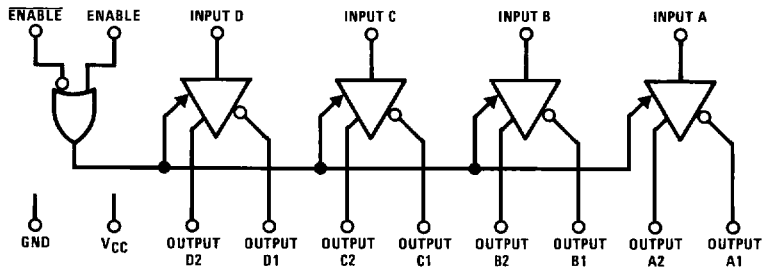 E̅N̅A̅B̅L̅E̅ ENABLE INPUT D INPUT C INPUT B INPUT A
GND VCC OUTPUT D2 OUTPUT D1 OUTPUT C2 OUTPUT C1 OUTPUT B2 OUTPUT B1 OUTPUT A2 OUTPUT A1